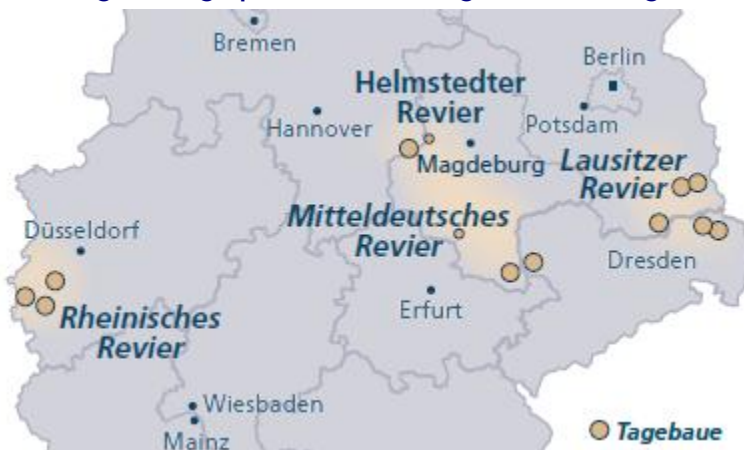 Bremen
Berlin
Helmstedter
Revier
Hannover
Potsdam
Magdeburg
Lausitzer
Revier
Mitteldeutsches
Revier
Düsseldorf
Dresden
Erfurt
Rheinisches
Revier
Wiesbaden
Mainz
Tagebaue